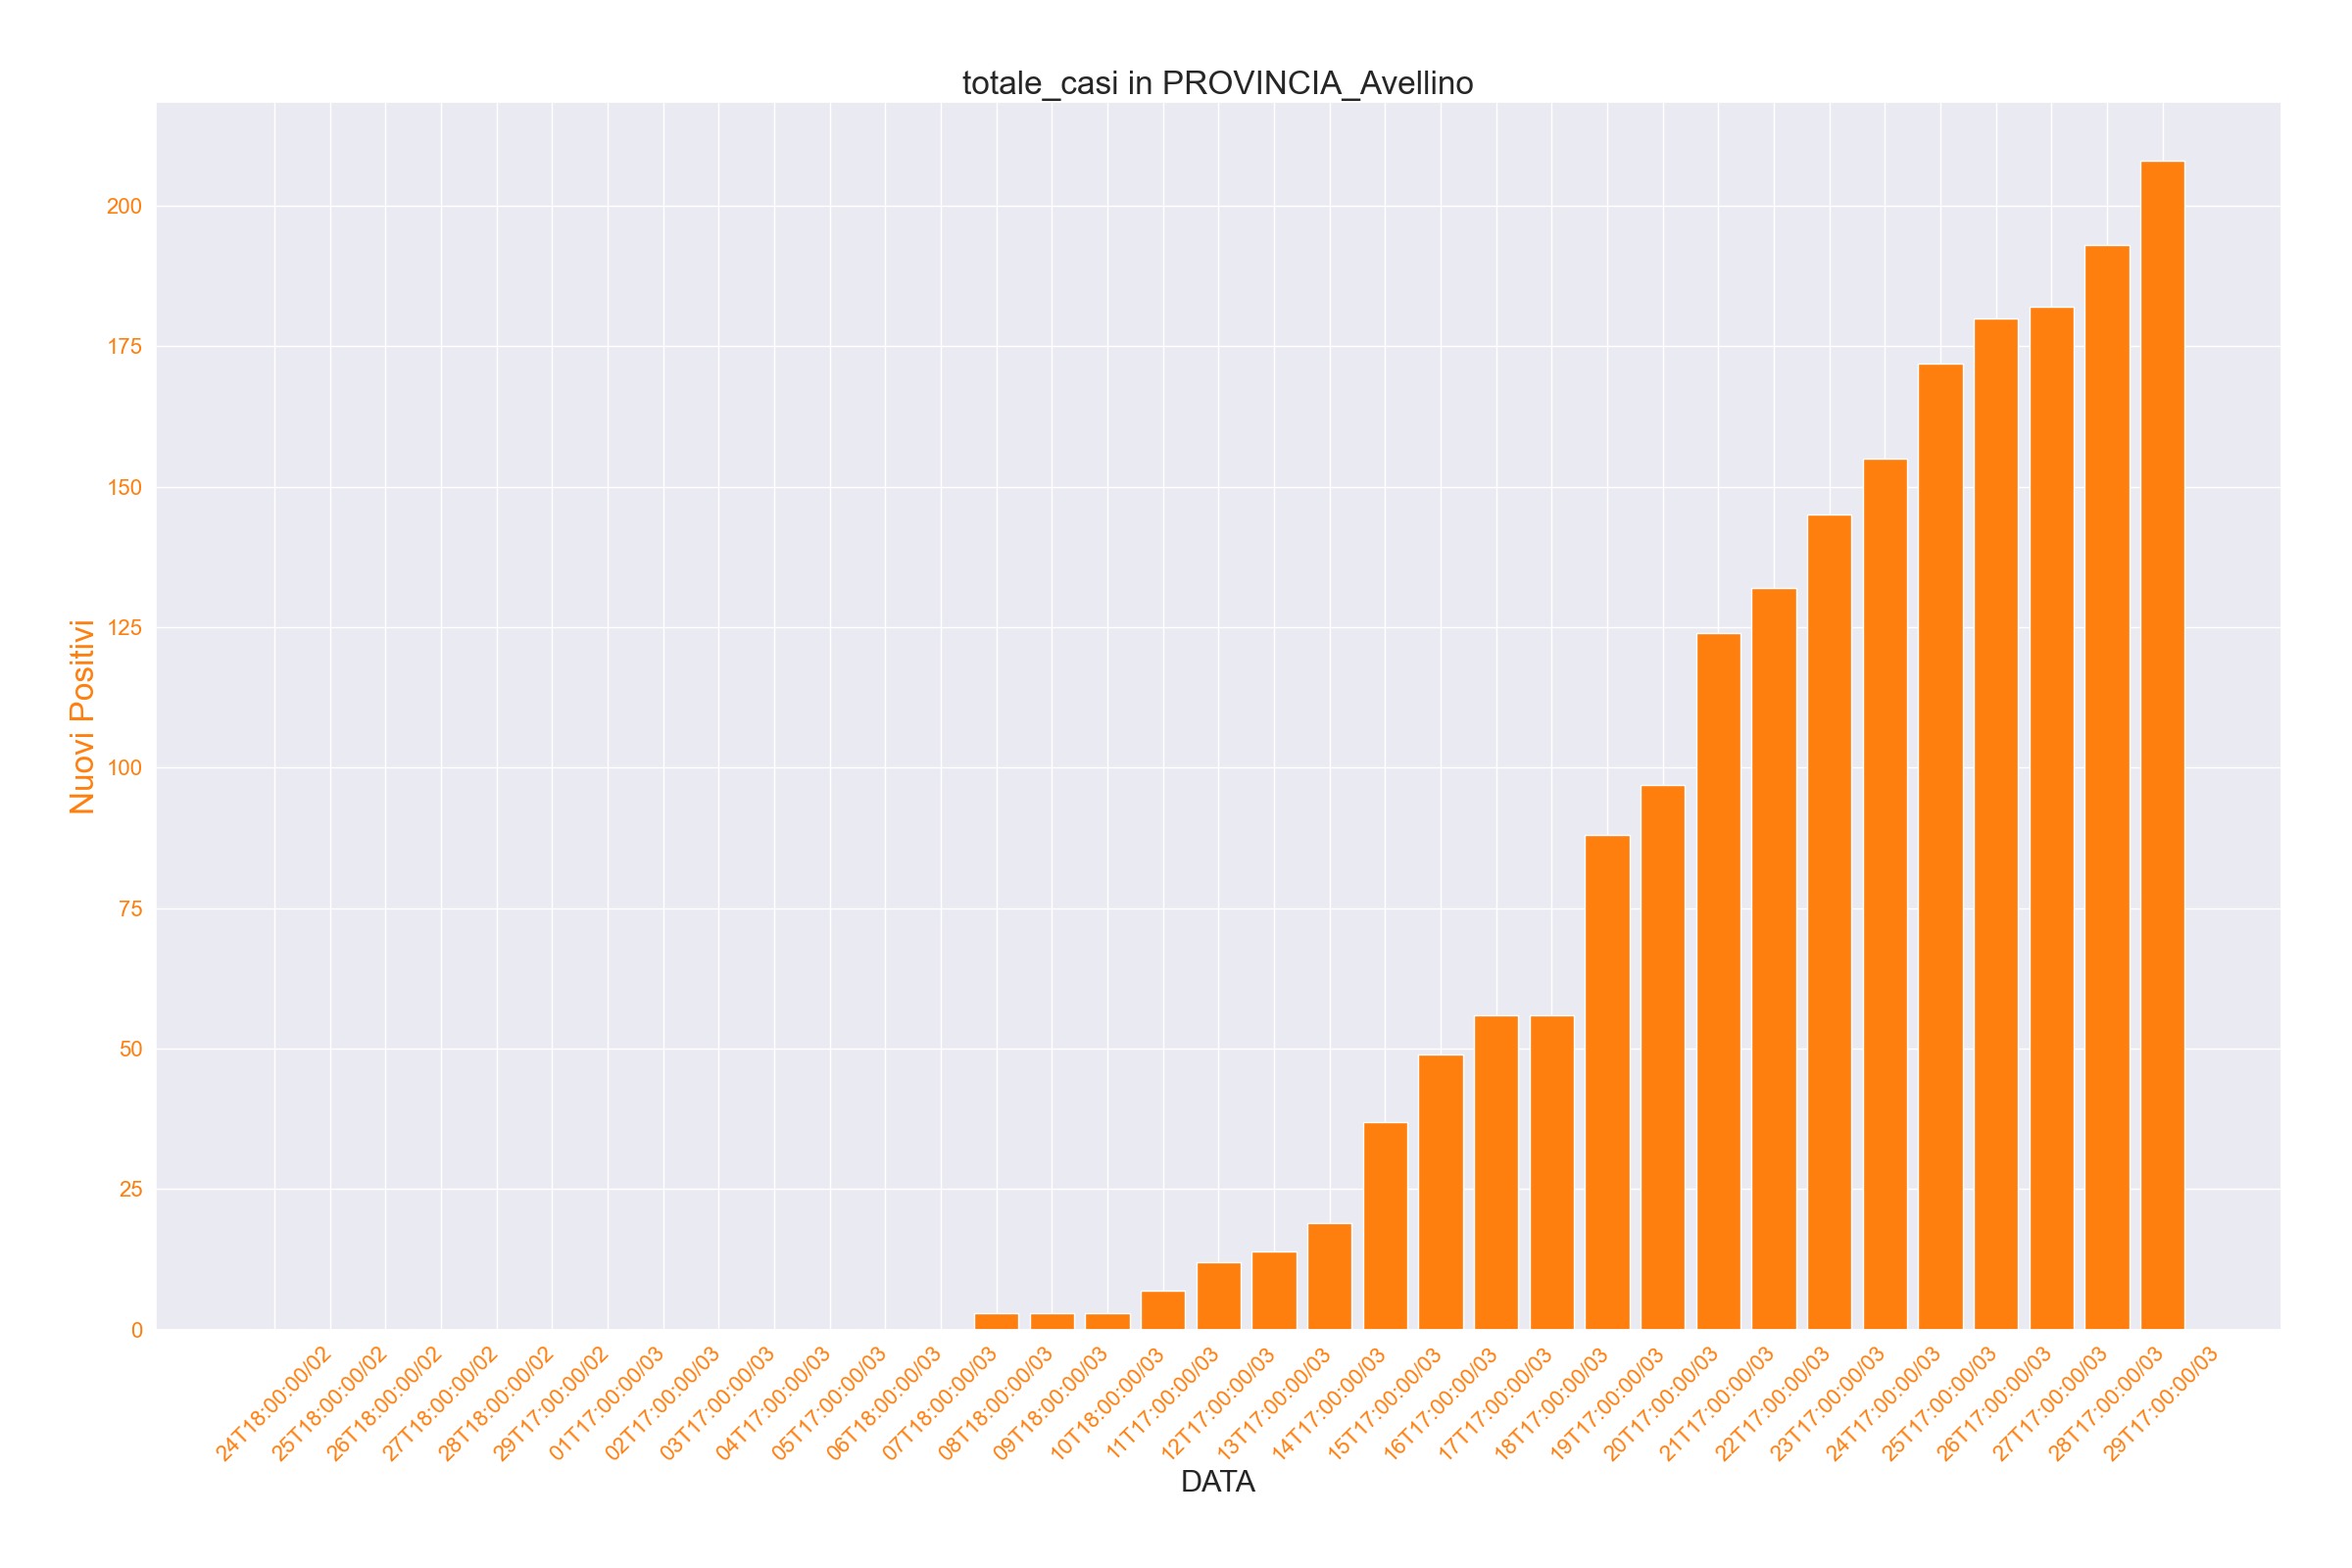 totale_casi in PROVINCIA_Avellino
Nuovi Positivi
200
175
150
125
100
75
50
25
0
24T18:00:00/02
25T18:00:00/02
26T18:00:00/02
27T18:00:00/02
28T18:00:00/02
29T17:00:00/02
01T17:00:00/03
02T17:00:00/03
03T17:00:00/03
04T17:00:00/03
05T17:00:00/03
06T18:00:00/03
07T18:00:00/03
08T18:00:00/03
09T18:00:00/03
10T18:00:00/03
11T17:00:00/03
12T17:00:00/03
13T17:00:00/03
14T17:00:00/03
15T17:00:00/03
16T17:00:00/03
17T17:00:00/03
18T17:00:00/03
19T17:00:00/03
20T17:00:00/03
21T17:00:00/03
22T17:00:00/03
23T17:00:00/03
24T17:00:00/03
25T17:00:00/03
26T17:00:00/03
27T17:00:00/03
28T17:00:00/03
29T17:00:00/03
DATA